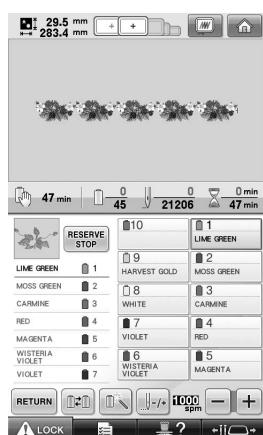 29.5 mm
283.4 mm
47 min
0
45
0
21206
0 min
47 min
RESERVE STOP
LIME GREEN 1
MOSS GREEN 2
CARMINE 3
RED 4
MAGENTA 5
WISTERIA VIOLET 6
VIOLET 7
10
1
LIME GREEN
9
HARVEST GOLD
2
MOSS GREEN
8
WHITE
3
CARMINE
7
VIOLET
4
RED
6
WISTERIA VIOLET
5
MAGENTA
RETURN
-/+
1000 spm
- +
LOCK
?